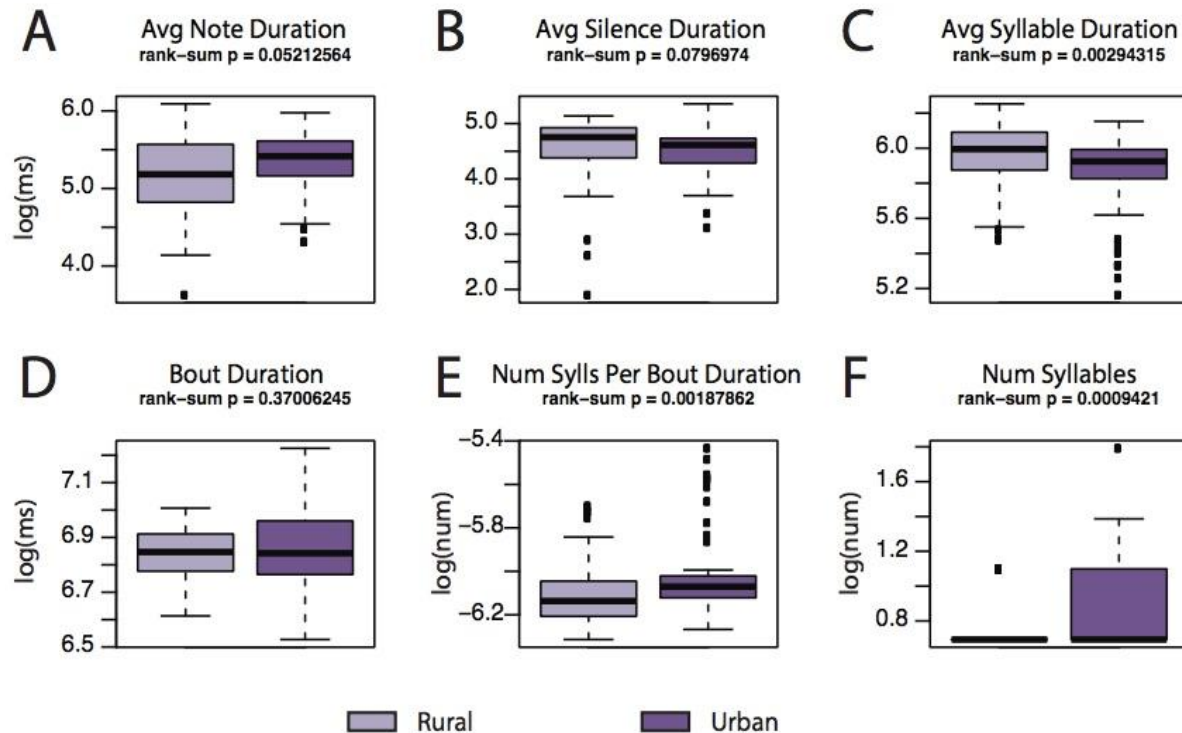 A
Avg Note Duration
rank-sum p = 0.05212564
log(ms)
6.0
5.0
4.0
B
Avg Silence Duration
rank-sum p = 0.0796974
5.0
4.0
3.0
2.0
C
Avg Syllable Duration
rank-sum p = 0.00294315
6.0
5.6
5.2
D
Bout Duration
rank-sum p = 0.37006245
log(ms)
7.1
6.9
6.7
6.5
E
Num Sylls Per Bout Duration
rank-sum p = 0.00187862
log(num)
-5.4
-5.8
-6.2
F
Num Syllables
rank-sum p = 0.0009421
log(num)
1.6
1.2
0.8
Rural
Urban